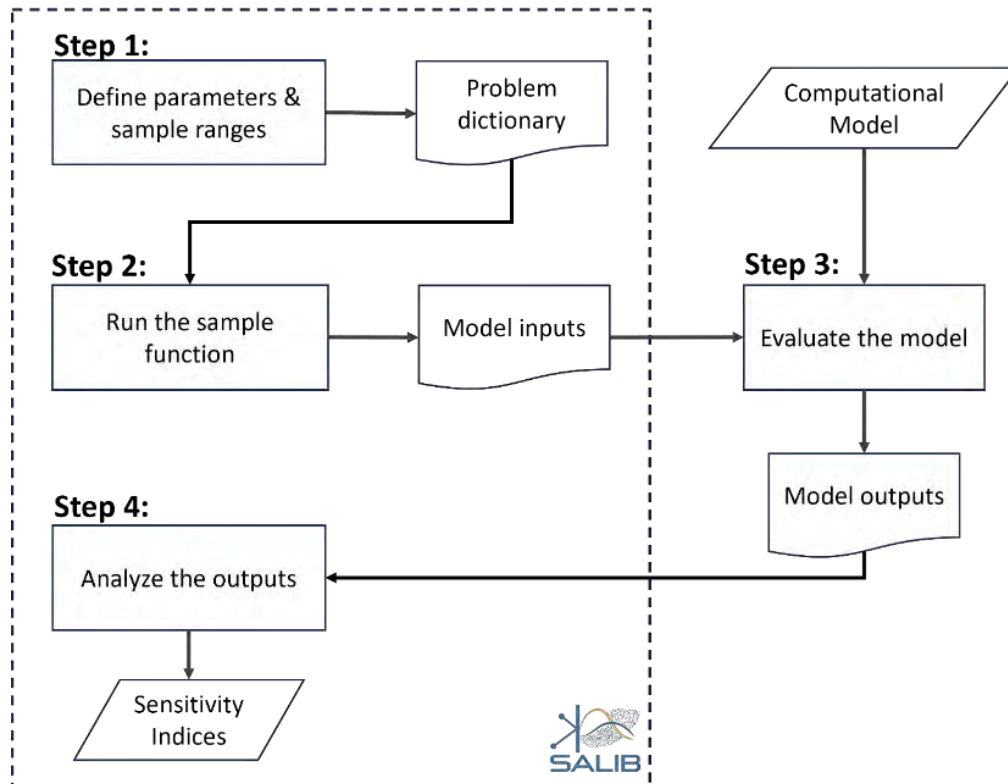 Step 1:
Define parameters &
sample ranges
Problem
dictionary
Computational
Model
Step 2:
Run the sample
function
Model inputs
Step 3:
Evaluate the model
Model outputs
Step 4:
Analyze the outputs
Sensitivity
Indices
SALIB